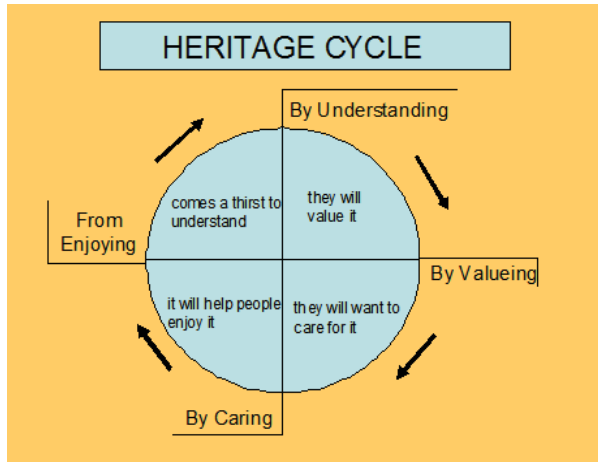 HERITAGE CYCLE
By Understanding
they will
value it
By Valueing
they will want to
care for it
By Caring
it will help people
enjoy it
From
Enjoying
comes a thirst to
understand